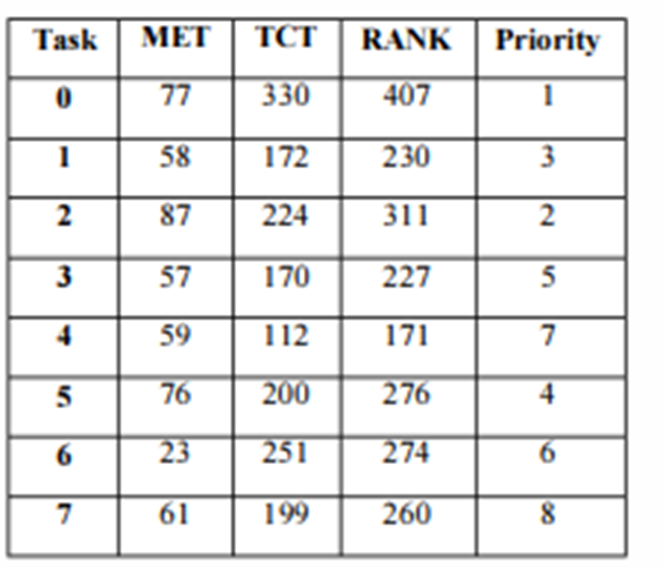 Task MET TCT RANK Priority
0 77 330 407 1
1 58 172 230 3
2 87 224 311 2
3 57 170 227 5
4 59 112 171 7
5 76 200 276 4
6 23 251 274 6
7 61 199 260 8